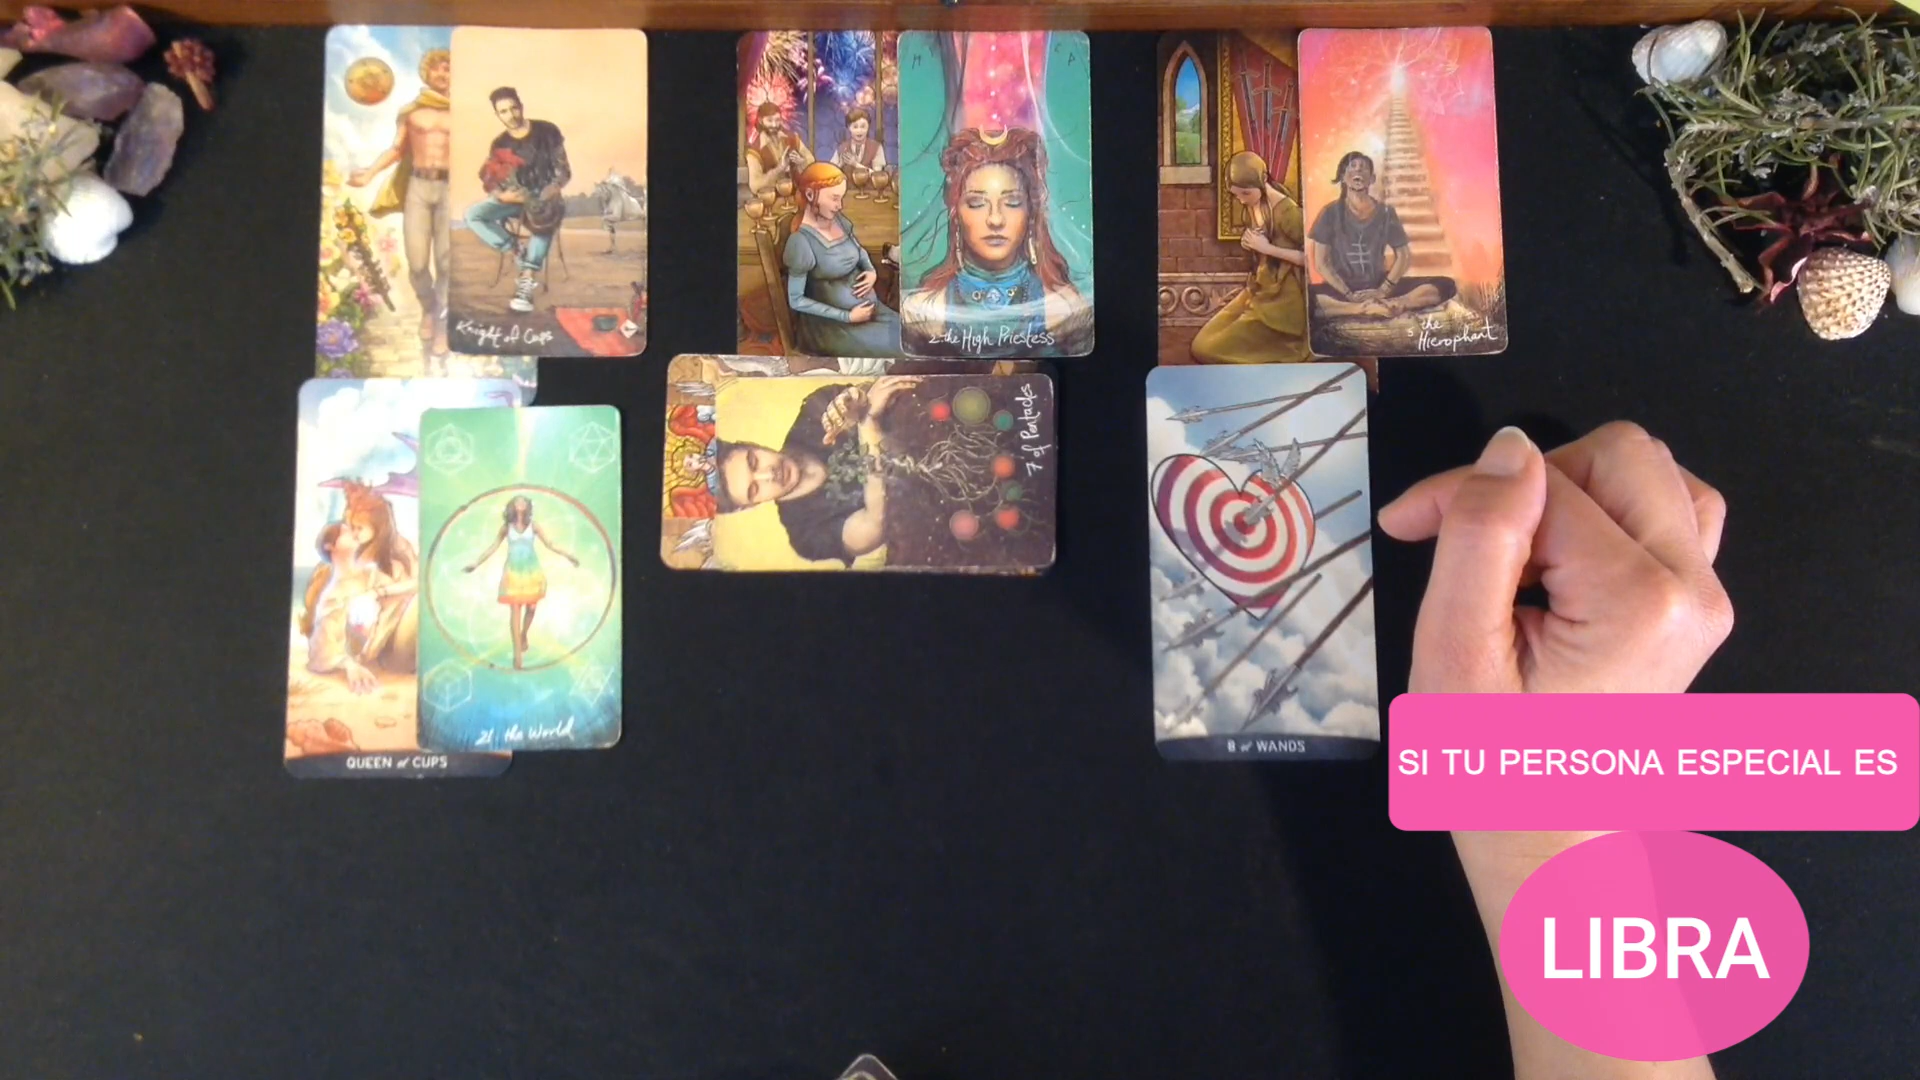 Knight of Cups
2 the High Priestess
5 the Hierophant
7 of Pentacles
21. the World
QUEEN of CUPS
8 of WANDS
SI TU PERSONA ESPECIAL ES
LIBRA